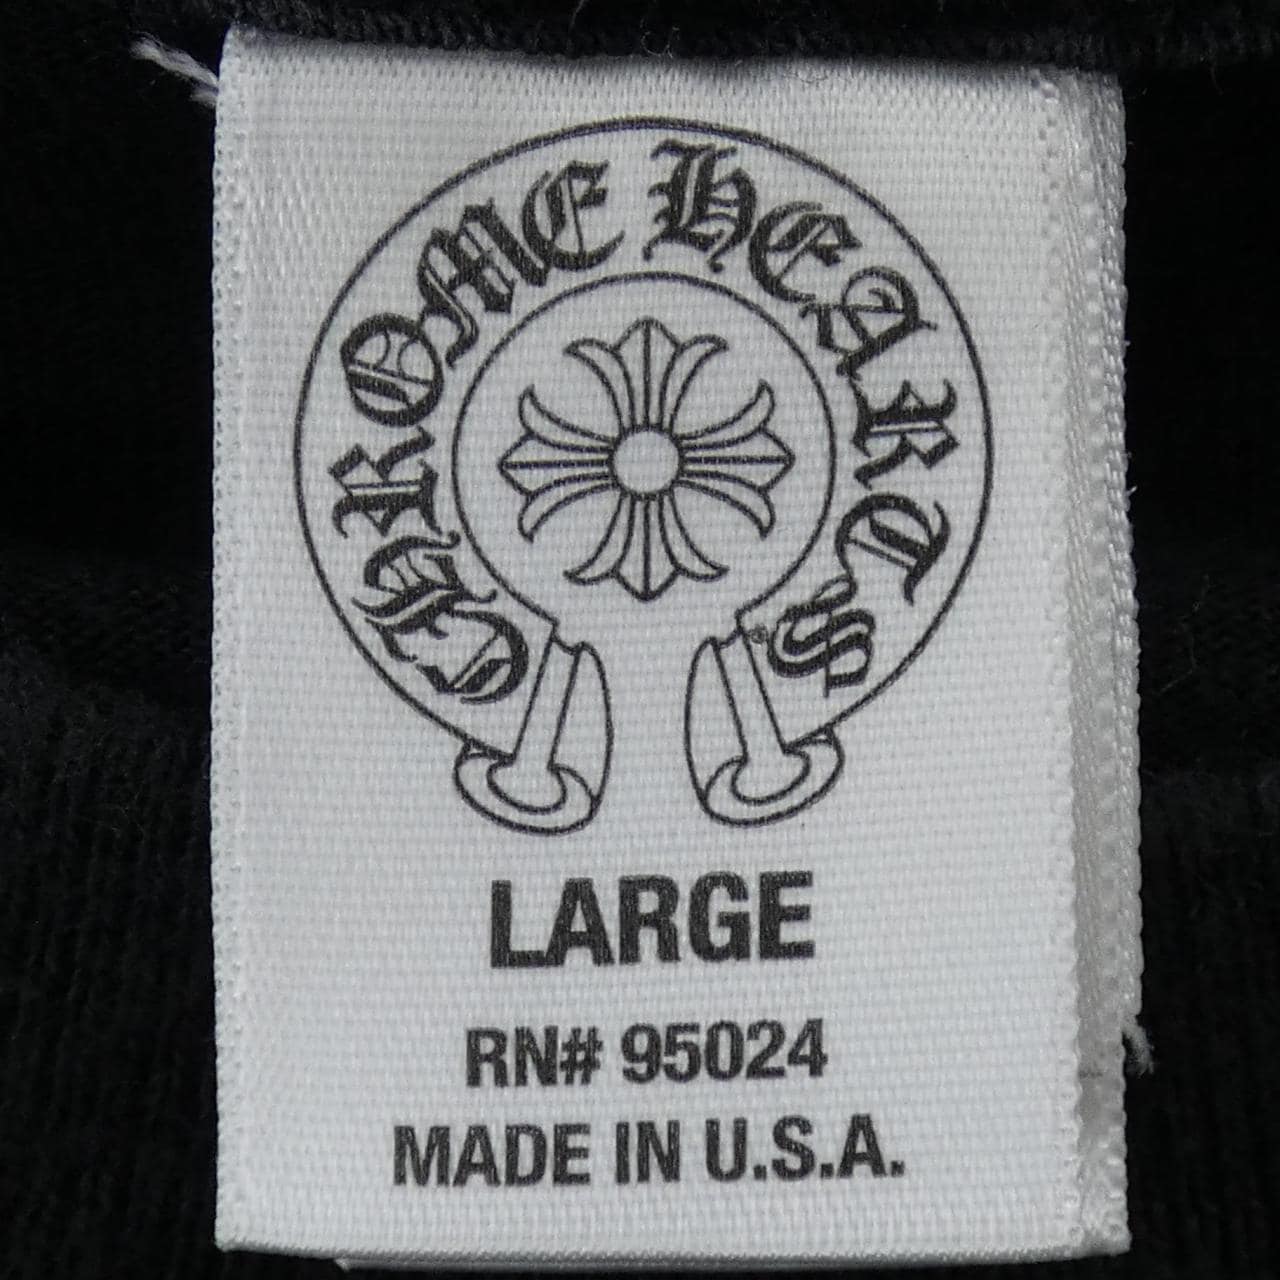 CHROME HEARTS
LARGE
RN# 95024
MADE IN U.S.A.